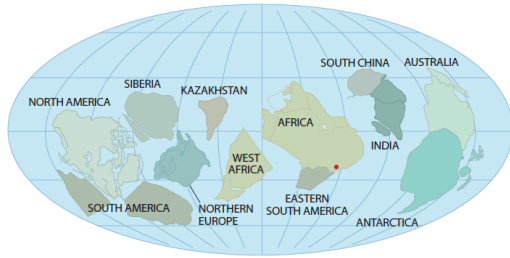 SOUTH CHINA
AUSTRALIA
SIBERIA
KAZAKHSTAN
NORTH AMERICA
AFRICA
INDIA
WEST
AFRICA
SOUTH AMERICA
NORTHERN
EUROPE
EASTERN
SOUTH AMERICA
ANTARCTICA